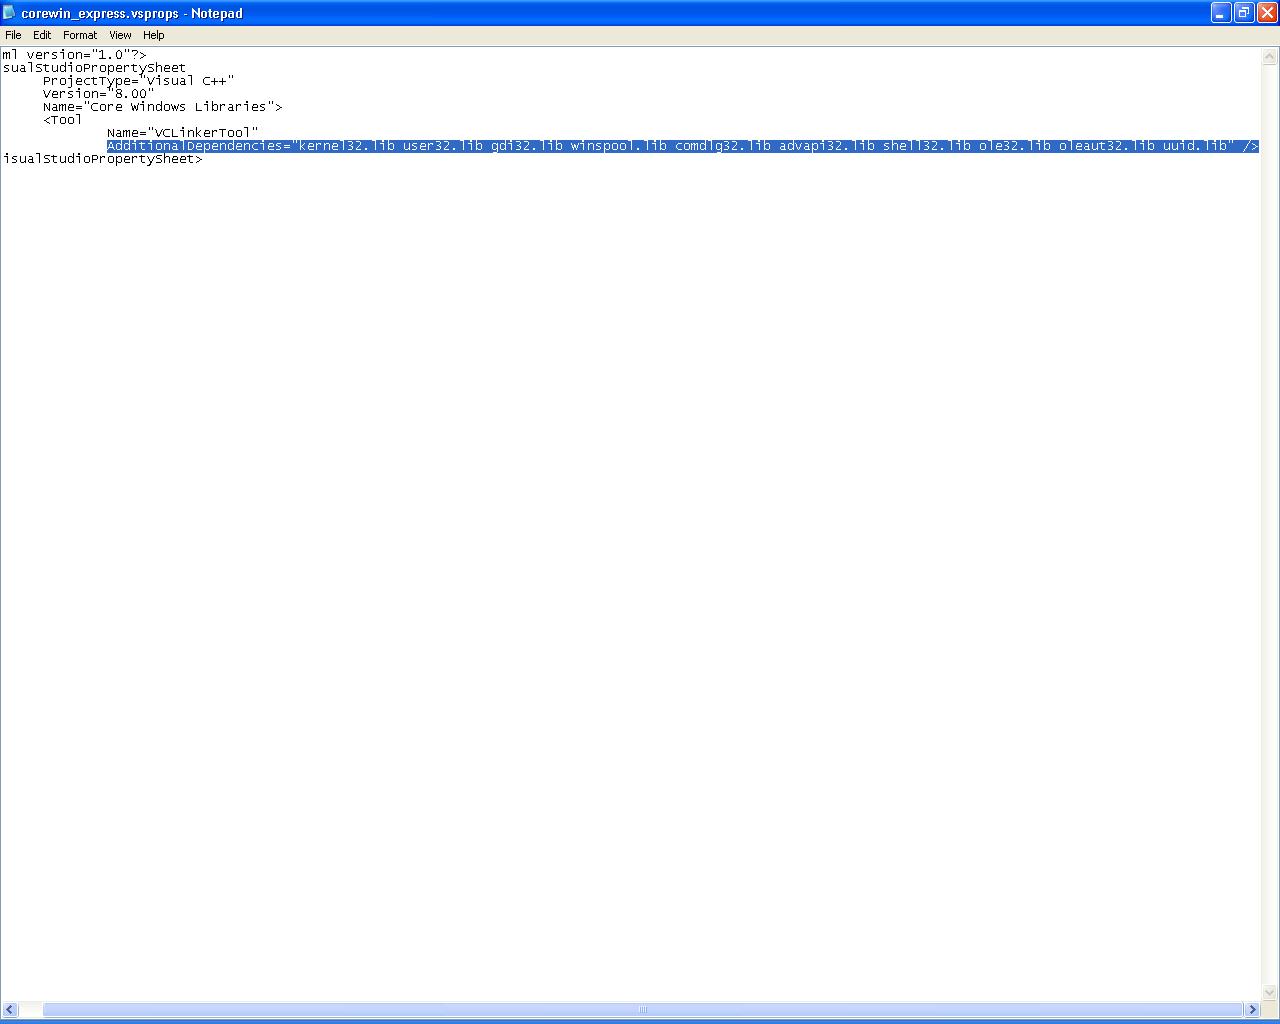 corewin_express.vsprops - Notepad
File Edit Format View Help
ml version="1.0"?>
sualStudioPropertySheet
ProjectType="Visual C++"
Version="8.00"
Name="Core Windows Libraries">
<Tool
Name="VCLinkerTool"
AdditionalDependencies="kernel32.lib user32.lib gdi32.lib winspool.lib comdlg32.lib advapi32.lib shell32.lib ole32.lib oleaut32.lib uuid.lib" />
isualStudioPropertySheet>